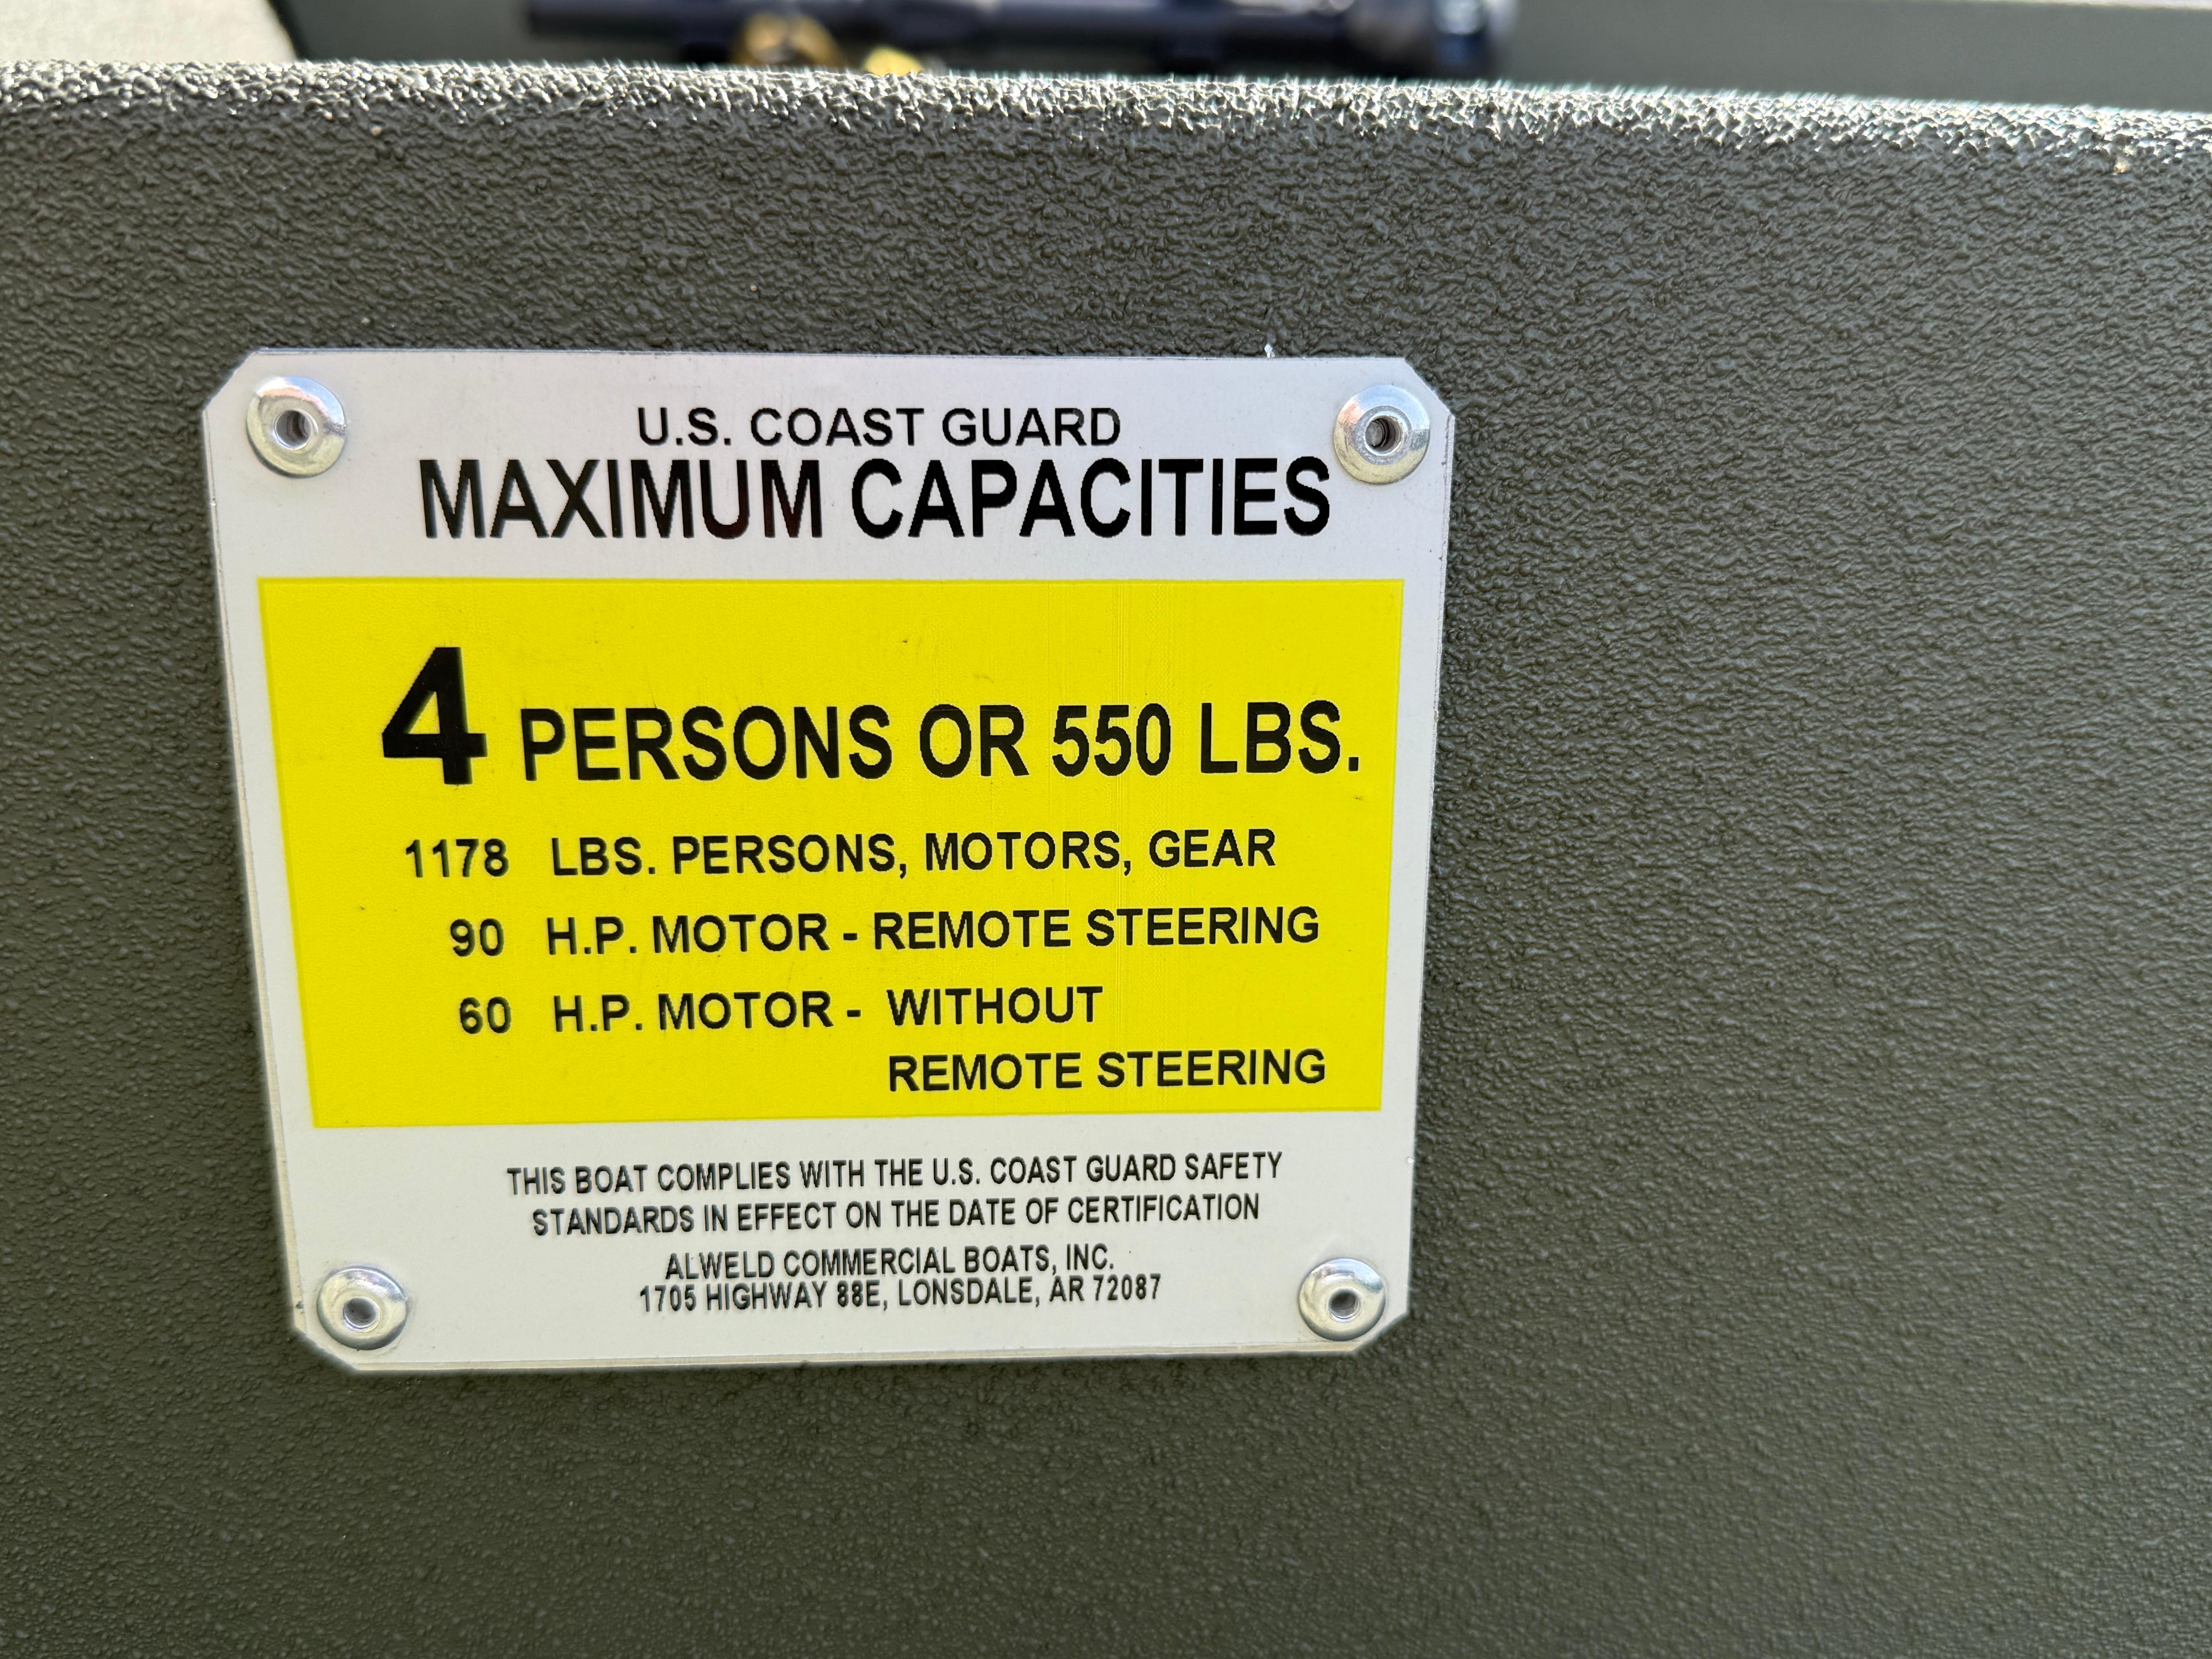 U.S. COAST GUARD
MAXIMUM CAPACITIES
4 PERSONS OR 550 LBS.
1178 LBS. PERSONS, MOTORS, GEAR
90 H.P. MOTOR - REMOTE STEERING
60 H.P. MOTOR - WITHOUT
REMOTE STEERING
THIS BOAT COMPLIES WITH THE U.S. COAST GUARD SAFETY
STANDARDS IN EFFECT ON THE DATE OF CERTIFICATION
ALWELD COMMERCIAL BOATS, INC.
1705 HIGHWAY 88E, LONSDALE, AR 72087